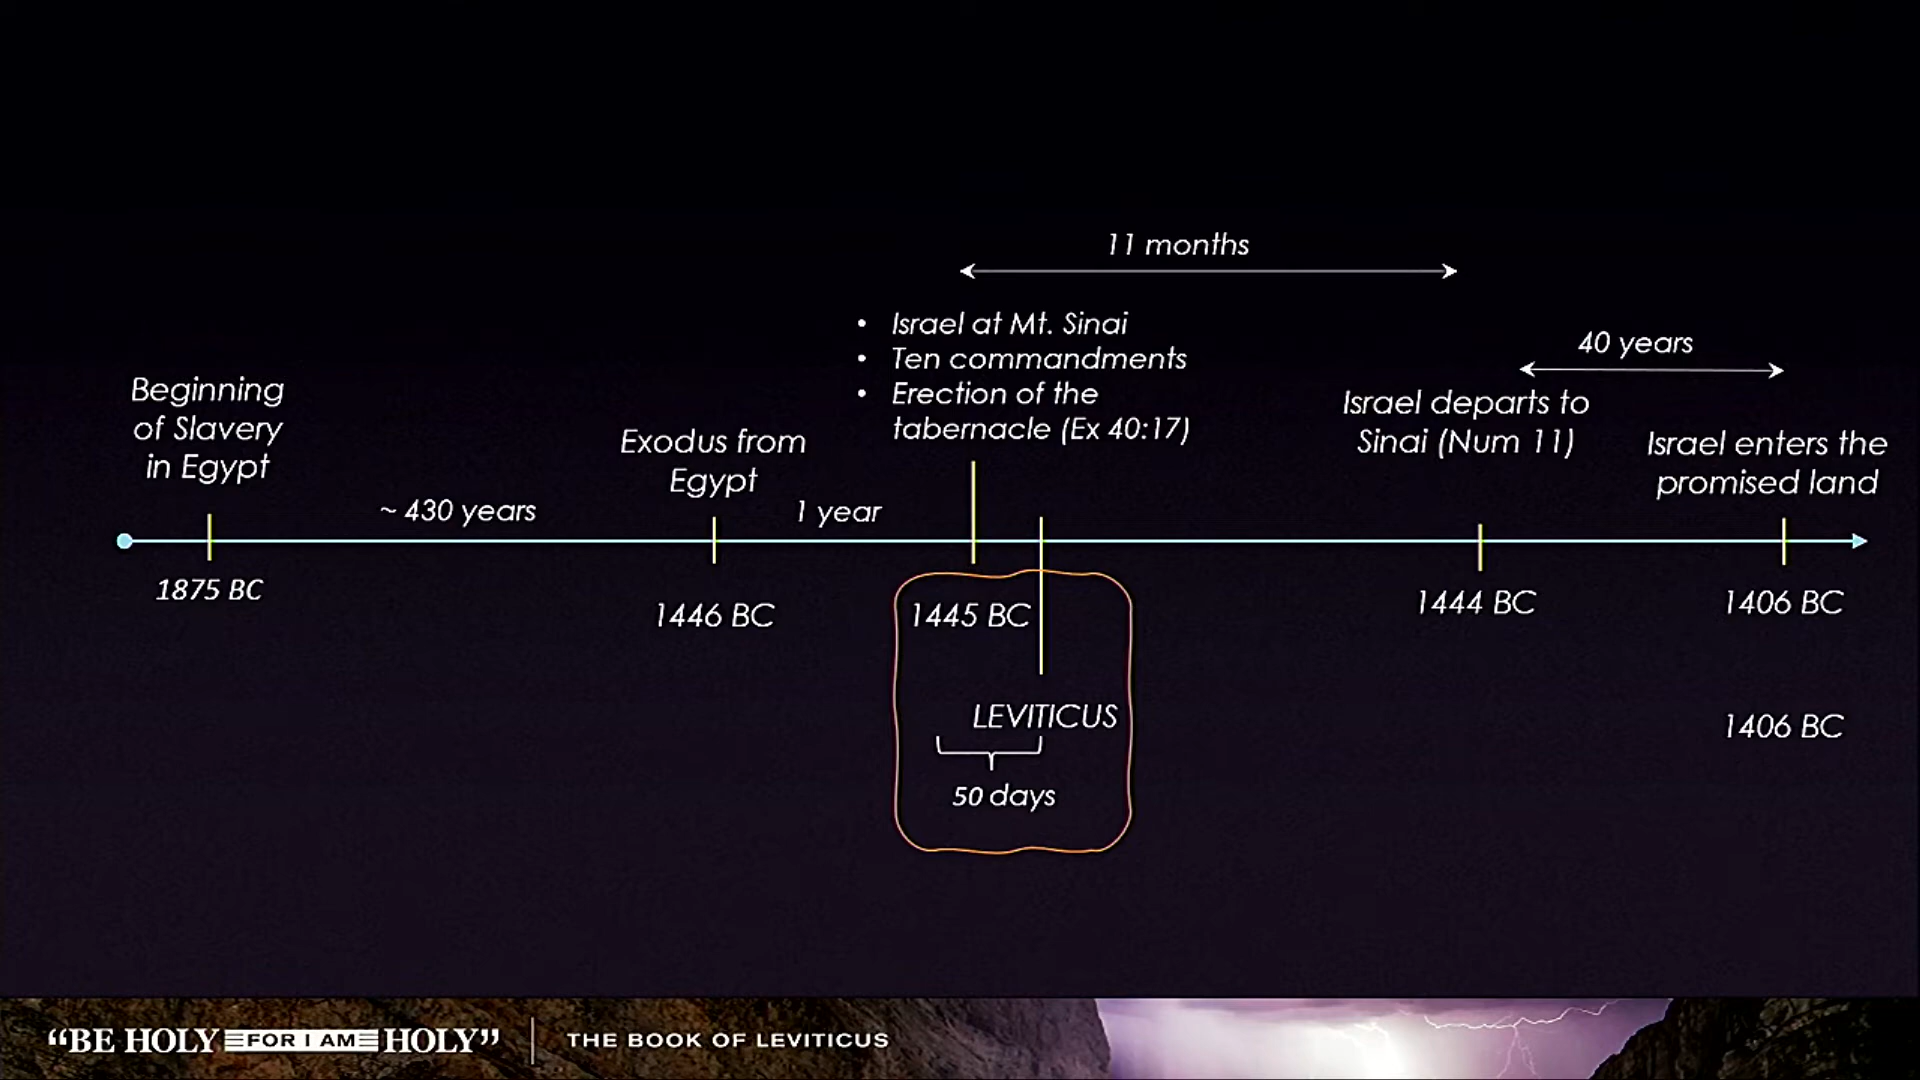 11 months
• Israel at Mt. Sinai
• Ten commandments
• Erection of the
tabernacle (Ex 40:17)
40 years
Beginning
of Slavery
in Egypt
Exodus from
Egypt
Israel departs to
Sinai (Num 11)
Israel enters the
promised land
~ 430 years
1 year
1875 BC
1446 BC
1445 BC
1444 BC
1406 BC
LEVITICUS
1406 BC
50 days
“BE HOLY FOR I AM HOLY”
THE BOOK OF LEVITICUS